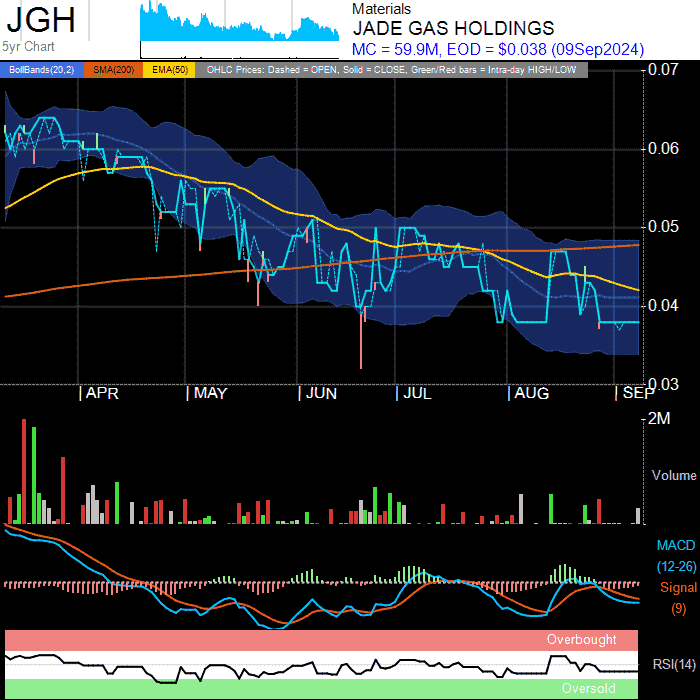 JGH
5yr Chart
Materials
JADE GAS HOLDINGS
MC = 59.9M, EOD = $0.038 (09Sep2024)
BollBands(20,2) SMA(200) EMA(50) OHLC Prices: Dashed = OPEN, Solid = CLOSE, Green/Red bars = Intra-day HIGH/LOW
0.07
0.06
0.05
0.04
0.03
APR MAY JUN JUL AUG SEP
2M
Volume
MACD
(12-26)
Signal
(9)
Overbought
RSI(14)
Oversold